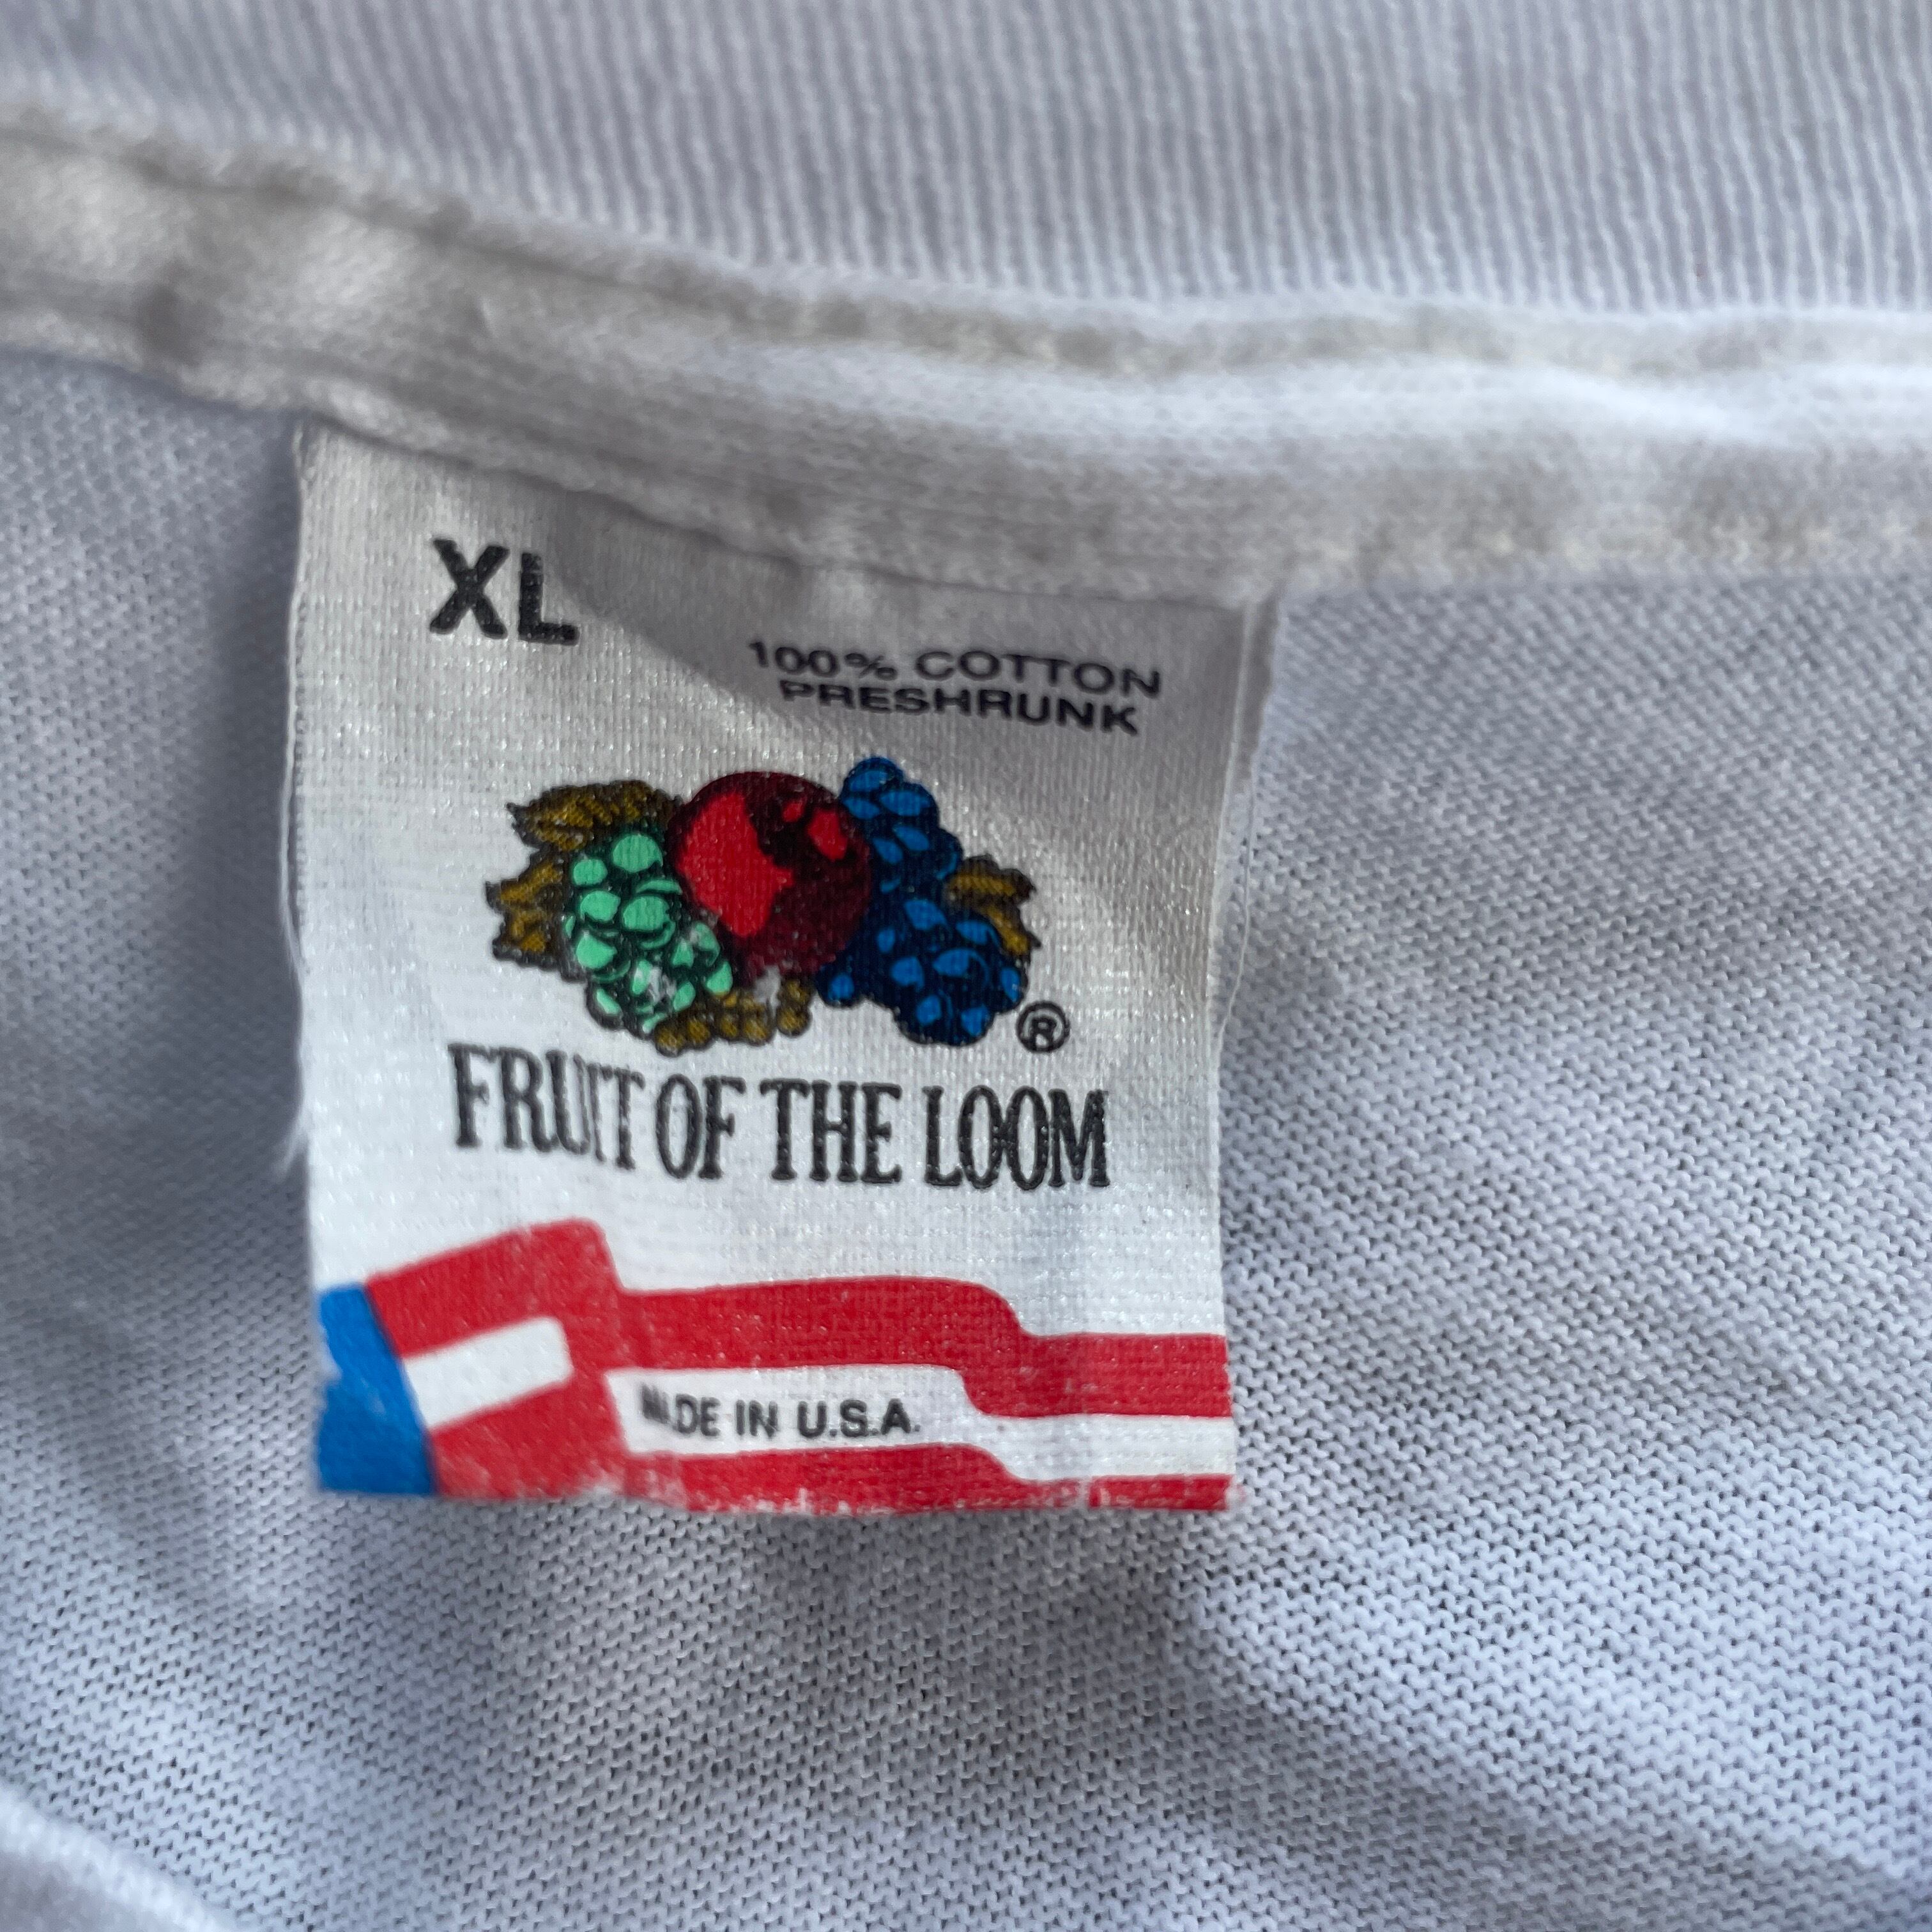 XL
100% COTTON
PRESHRUNK
®
FRUIT OF THE LOOM
MADE IN U.S.A.